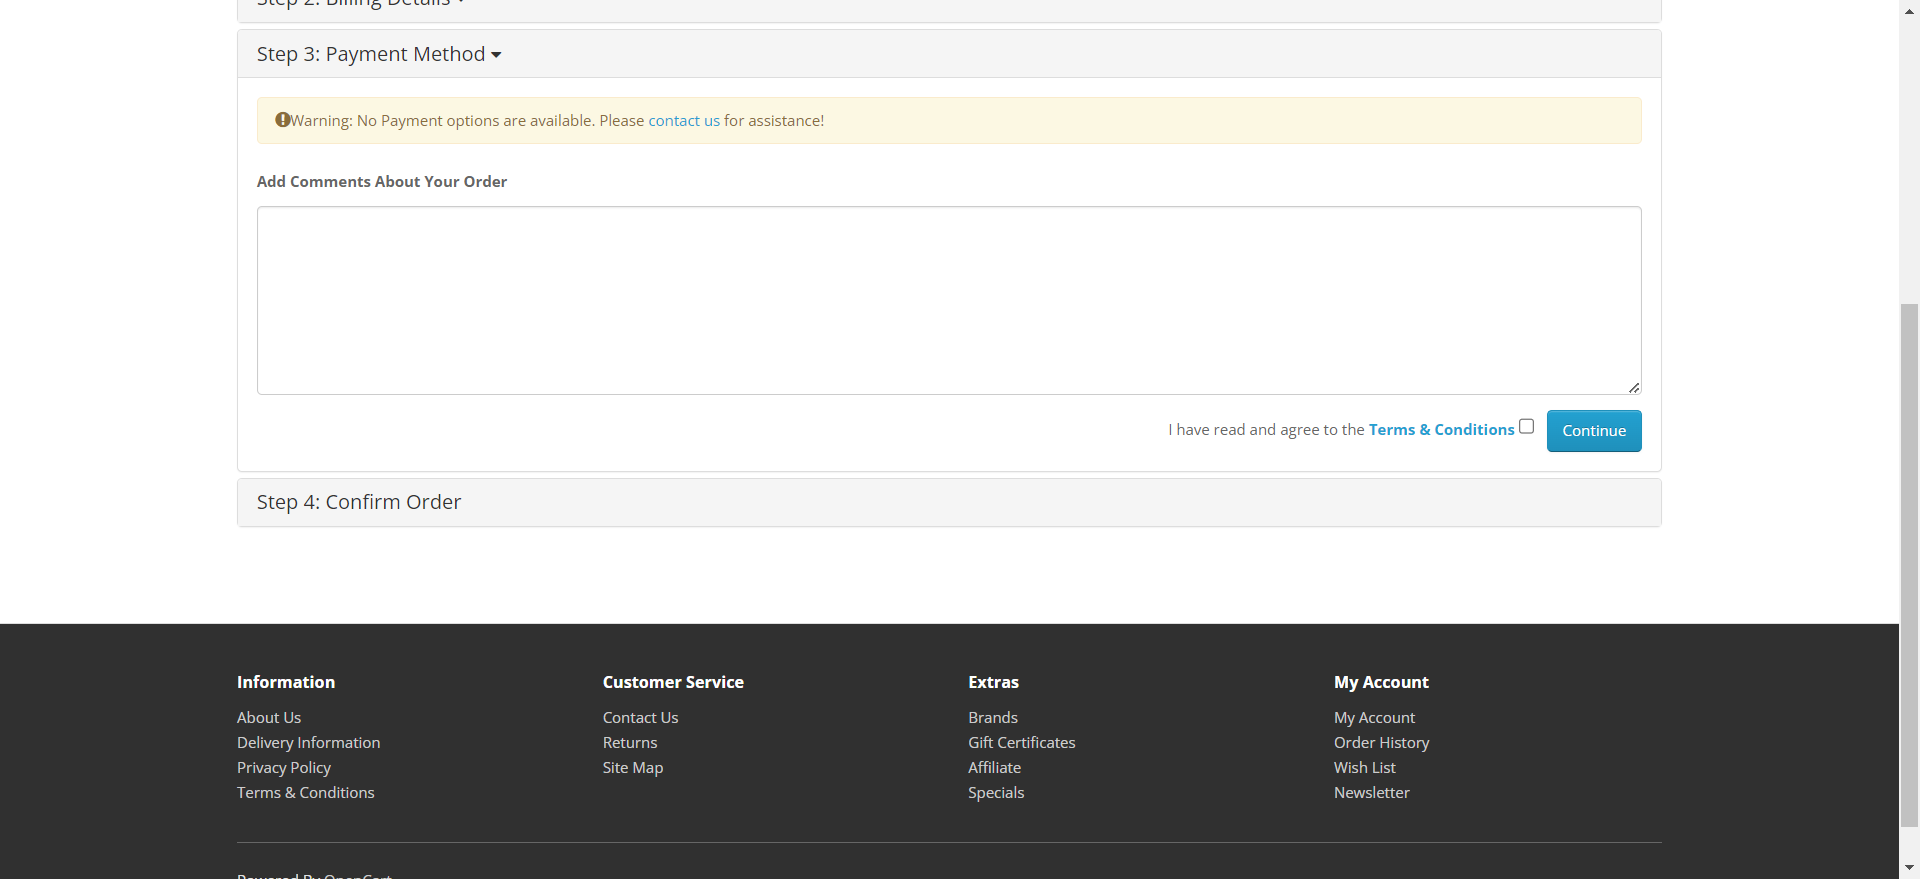 Step 2: Billing Details
Step 3: Payment Method
Warning: No Payment options are available. Please contact us for assistance!
Add Comments About Your Order
I have read and agree to the Terms & Conditions
Continue
Step 4: Confirm Order
Information
About Us
Delivery Information
Privacy Policy
Terms & Conditions
Customer Service
Contact Us
Returns
Site Map
Extras
Brands
Gift Certificates
Affiliate
Specials
My Account
My Account
Order History
Wish List
Newsletter
Powered By OpenCart